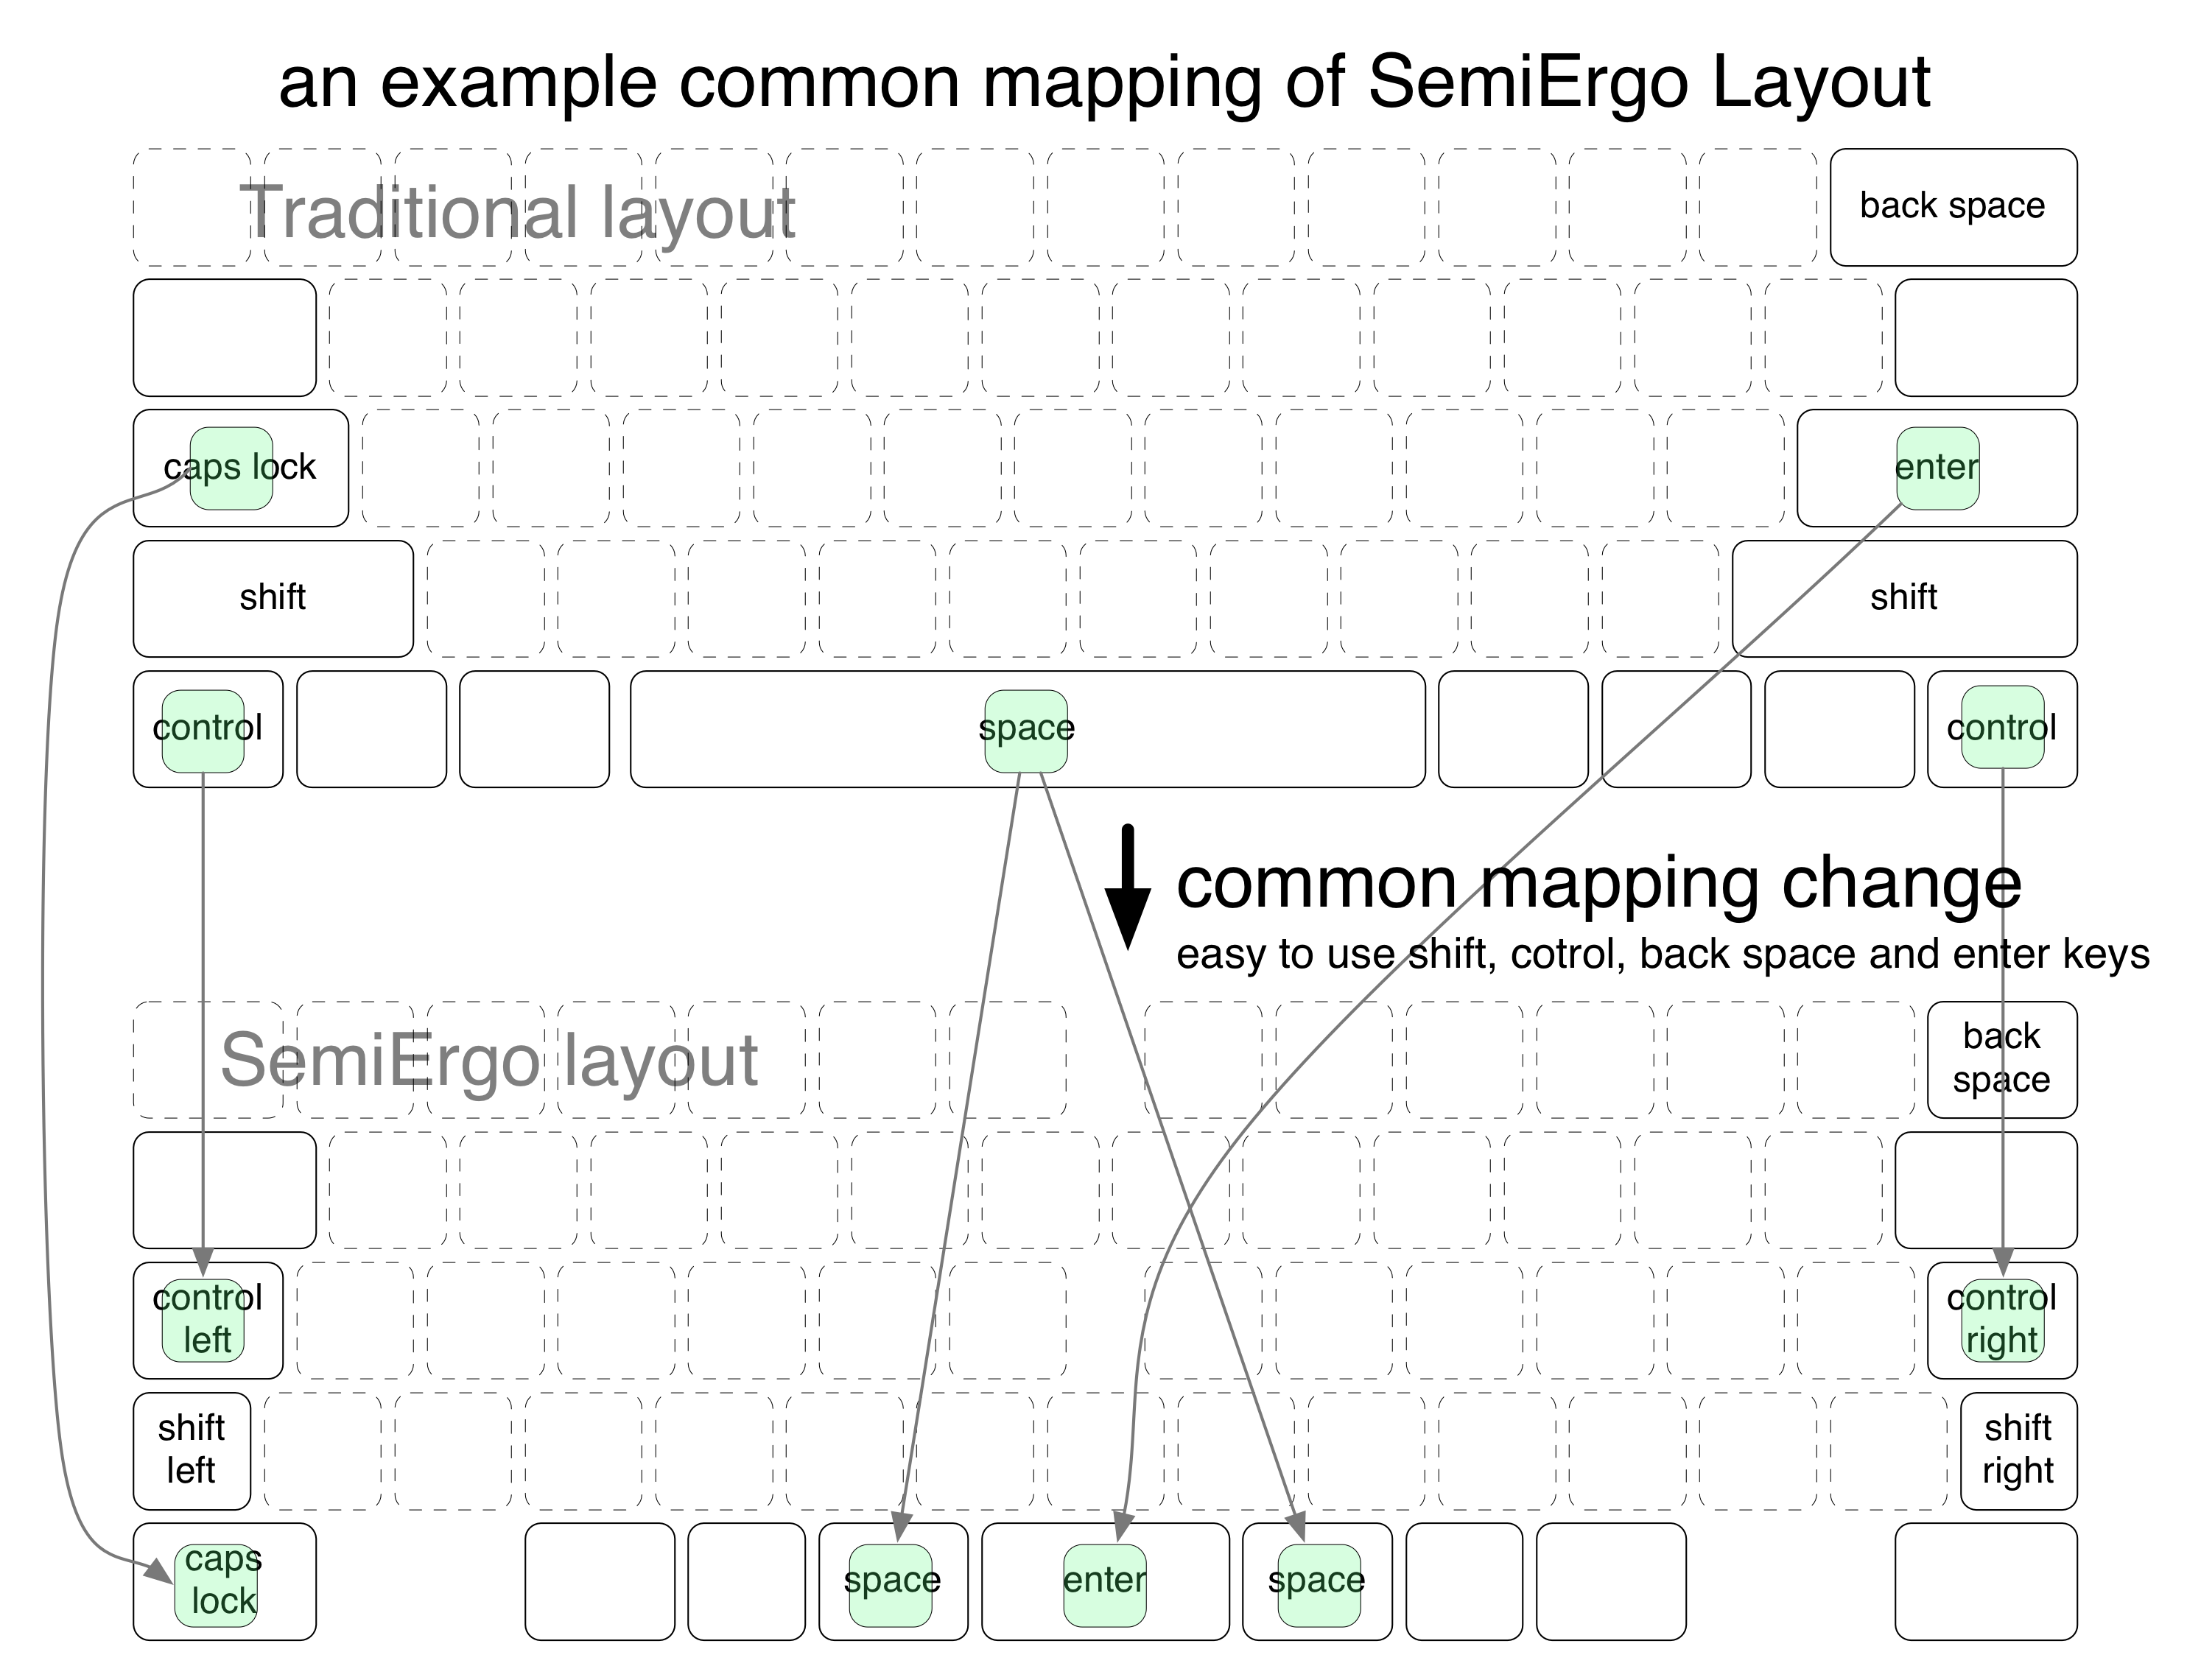 an example common mapping of SemiErgo Layout
Traditional layout
back space
caps lock
enter
shift
shift
control
space
control
common mapping change
easy to use shift, cotrol, back space and enter keys
SemiErgo layout
back
space
control
left
control
right
shift
left
shift
right
caps
lock
space
enter
space